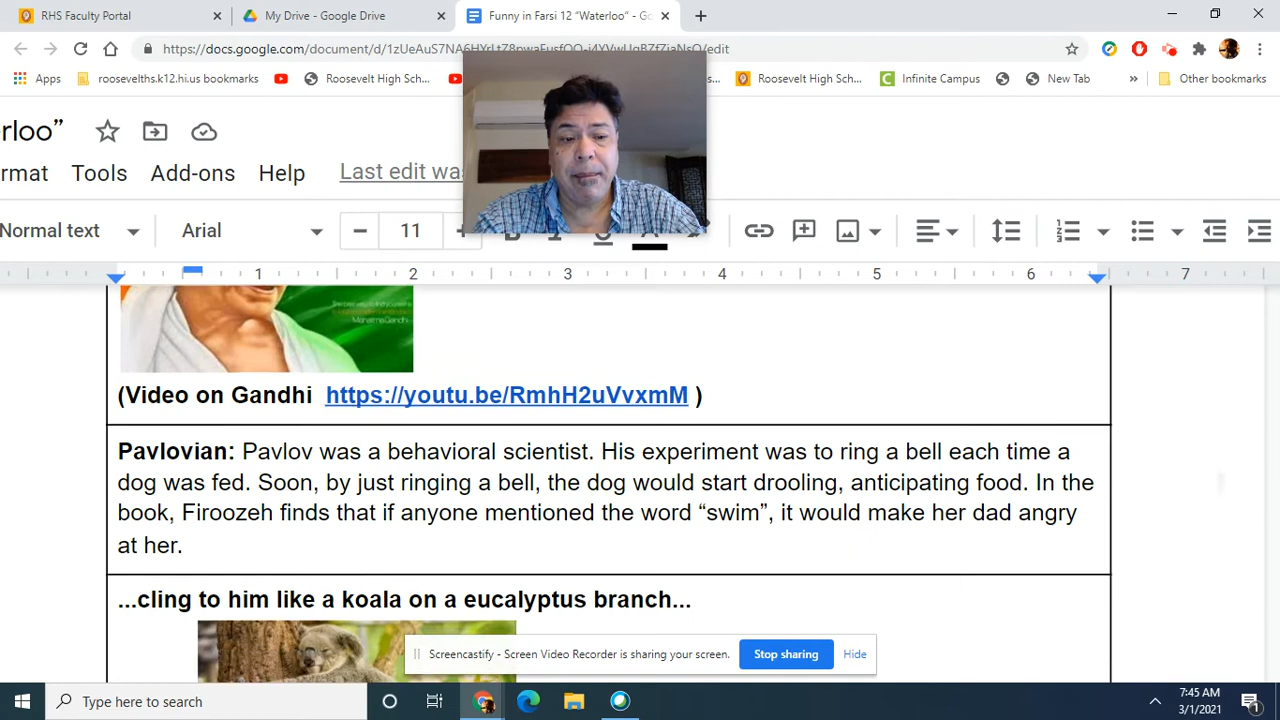 RHS Faculty Portal
My Drive - Google Drive
Funny in Farsi 12 "Waterloo" - Go
Apps
roosevelths.k12.hi.us bookmarks
Roosevelt High Sch...
Roosevelt High Sch...
Infinite Campus
New Tab
Other bookmarks
erloo”
rmat Tools Add-ons Help Last edit wa
Normal text Arial 11
1 2 3 4 5 6 7
(Video on Gandhi https://youtu.be/RmhH2uVvxmM )
Pavlovian: Pavlov was a behavioral scientist. His experiment was to ring a bell each time a
dog was fed. Soon, by just ringing a bell, the dog would start drooling, anticipating food. In the
book, Firoozeh finds that if anyone mentioned the word “swim”, it would make her dad angry
at her.
...cling to him like a koala on a eucalyptus branch...
Screencastify - Screen Video Recorder is sharing your screen. Stop sharing Hide
Type here to search
7:45 AM
3/1/2021